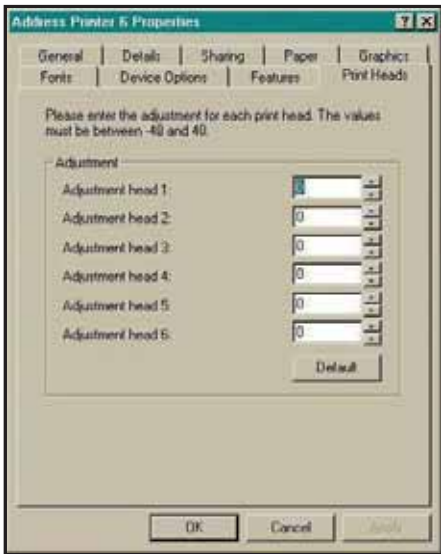 Address Printer 6 Properties
? X
General Details Sharing Paper Graphics
Fonts Device Options Features Print Heads
Please enter the adjustment for each print head. The values
must be between -40 and 40.
Adjustment
Adjustment head 1: 0
Adjustment head 2: 0
Adjustment head 3: 0
Adjustment head 4: 0
Adjustment head 5: 0
Adjustment head 6: 0
Default
OK Cancel Apply